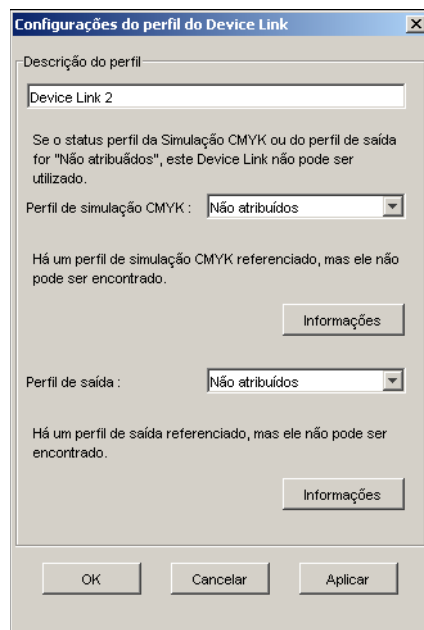 Configurações do perfil do Device Link
Descrição do perfil
Device Link 2
Se o status perfil da Simulação CMYK ou do perfil de saída
for "Não atribuãdos", este Device Link não pode ser
utilizado.
Perfil de simulação CMYK : Não atribuídos
Há um perfil de simulação CMYK referenciado, mas ele não
pode ser encontrado.
Informações
Perfil de saída : Não atribuídos
Há um perfil de saída referenciado, mas ele não pode ser
encontrado.
Informações
OK Cancelar Aplicar